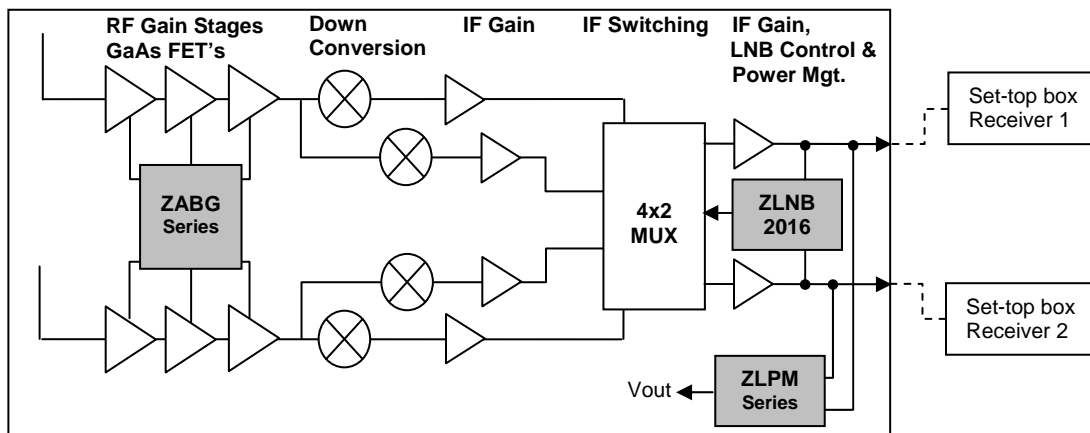 RF Gain Stages
GaAs FET's
Down
Conversion
IF Gain
IF Switching
IF Gain,
LNB Control &
Power Mgt.
Set-top box
Receiver 1
ZABG
Series
4x2
MUX
ZLNB
2016
Set-top box
Receiver 2
Vout
ZLPM
Series